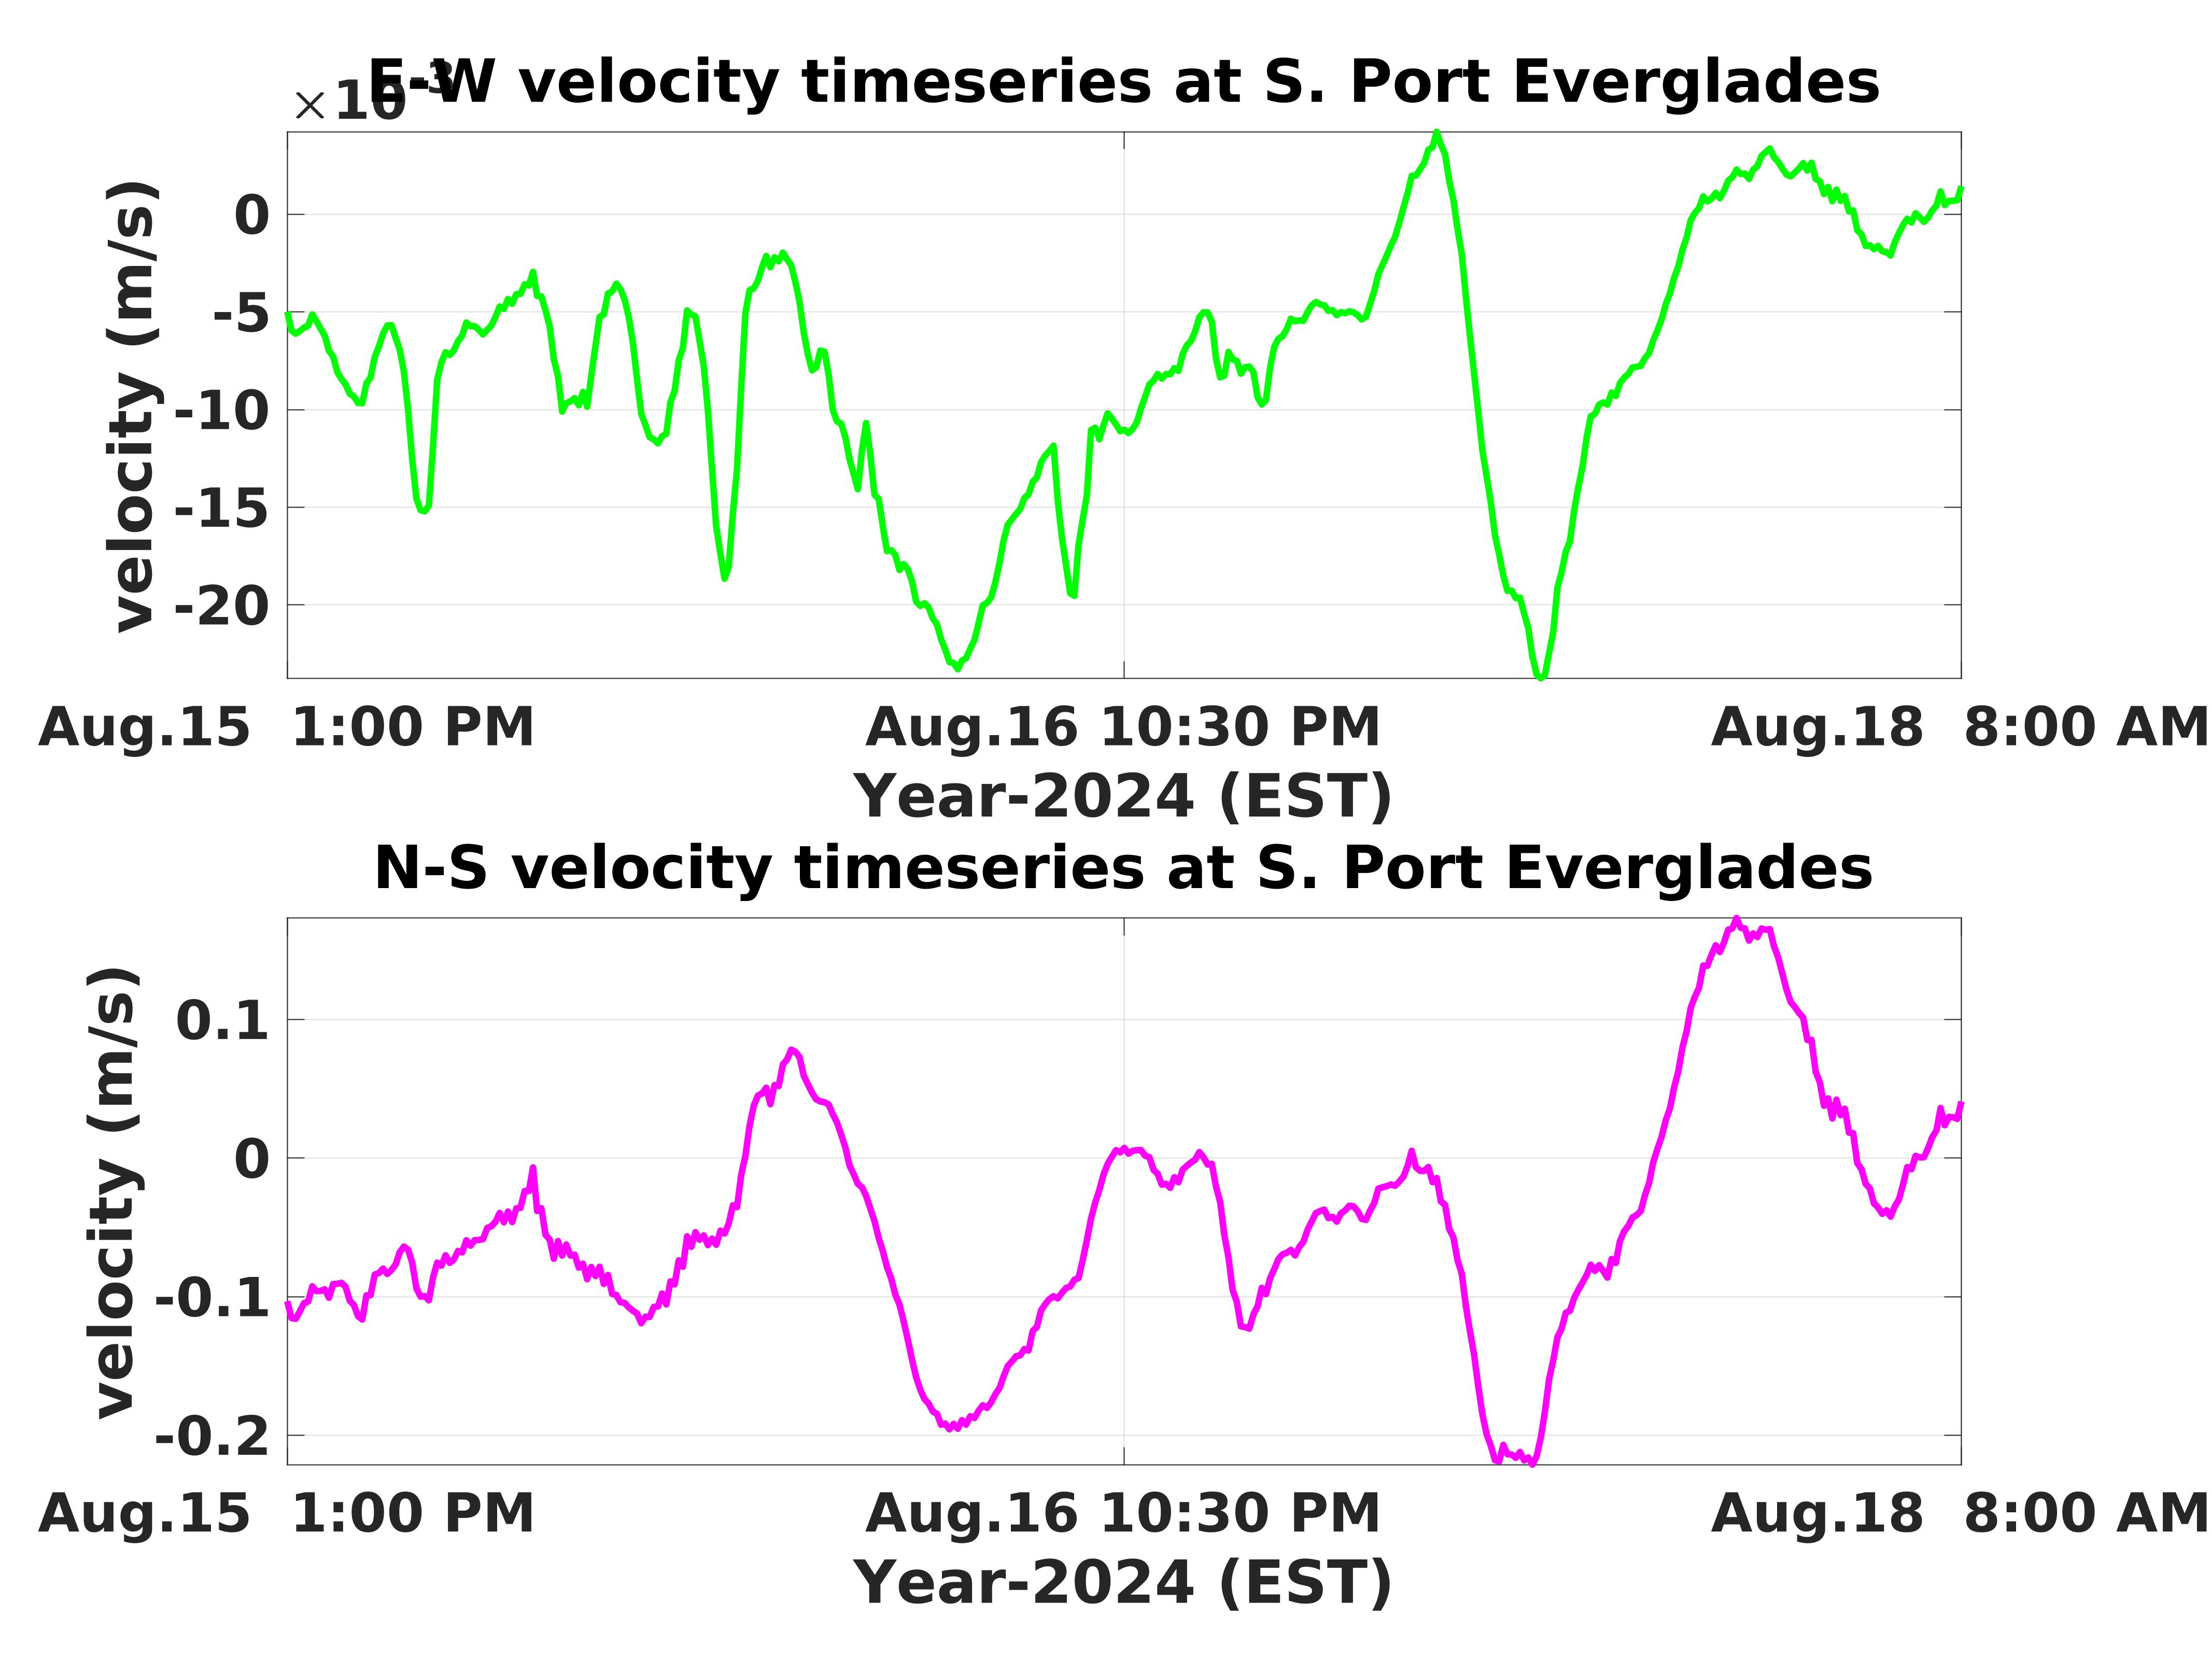 E-W velocity timeseries at S. Port Everglades
×10-3
velocity (m/s)
0
-5
-10
-15
-20
Aug.15 1:00 PM Aug.16 10:30 PM Aug.18 8:00 AM
Year-2024 (EST)
N-S velocity timeseries at S. Port Everglades
velocity (m/s)
0.1
0
-0.1
-0.2
Aug.15 1:00 PM Aug.16 10:30 PM Aug.18 8:00 AM
Year-2024 (EST)